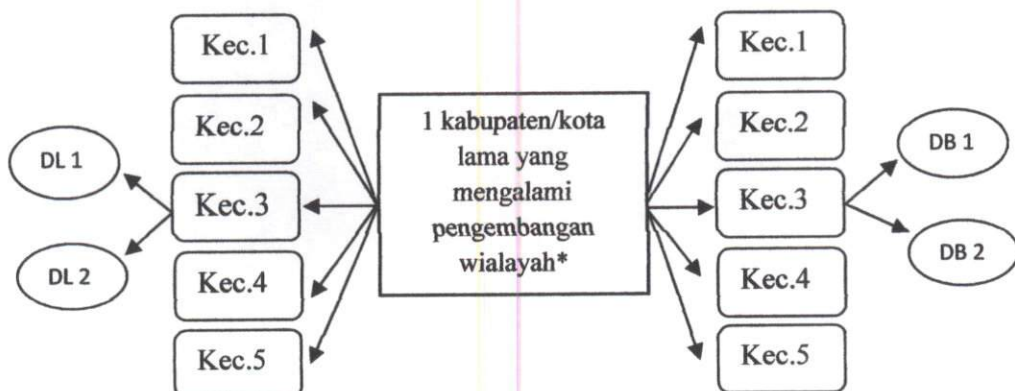 Kec.1
Kec.2
Kec.3
Kec.4
Kec.5
DL 1
DL 2
1 kabupaten/kota
lama yang
mengalami
pengembangan
wialayah*
Kec.1
Kec.2
Kec.3
Kec.4
Kec.5
DB 1
DB 2